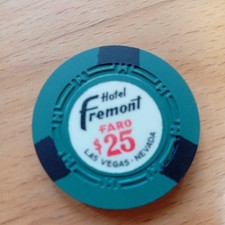 Hotel
Fremont
FARO
$25
LAS VEGAS - NEVADA